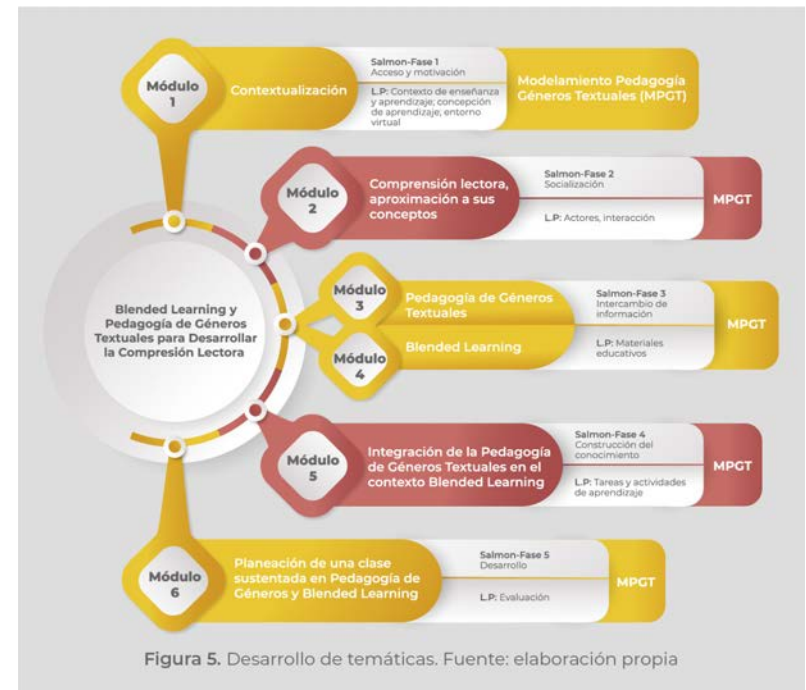 Módulo
1
Contextualización
Salmon-Fase 1
Acceso y motivación
L.P: Contexto de enseñanza
y aprendizaje; concepción
de aprendizaje; entorno
virtual
Modelamiento Pedagogía
Géneros Textuales (MPGT)
Módulo
2
Comprensión lectora,
aproximación a sus
conceptos
Salmon-Fase 2
Socialización
L.P: Actores, interacción
MPGT
Blended Learning y
Pedagogía de Géneros
Textuales para Desarrollar
la Compresión Lectora
Módulo
3
Pedagogía de Géneros
Textuales
Módulo
4
Blended Learning
Salmon-Fase 3
Intercambio de
información
L.P: Materiales
educativos
MPGT
Módulo
5
Integración de la Pedagogía
de Géneros Textuales en el
contexto Blended Learning
Salmon-Fase 4
Construcción del
conocimiento
L.P: Tareas y actividades
de aprendizaje
MPGT
Módulo
6
Planeación de una clase
sustentada en Pedagogía de
Géneros y Blended Learning
Salmon-Fase 5
Desarrollo
L.P: Evaluación
MPGT
Figura 5. Desarrollo de temáticas. Fuente: elaboración propia